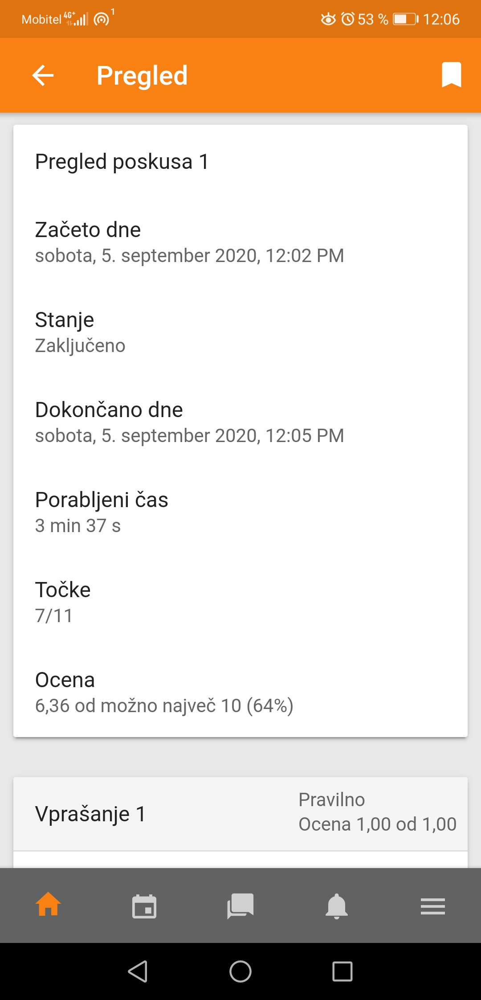 Mobitel 4G+ 1 53 % 12:06
Pregled
Pregled poskusa 1
Začeto dne
sobota, 5. september 2020, 12:02 PM
Stanje
Zaključeno
Dokončano dne
sobota, 5. september 2020, 12:05 PM
Porabljeni čas
3 min 37 s
Točke
7/11
Ocena
6,36 od možno največ 10 (64%)
Vprašanje 1
Pravilno
Ocena 1,00 od 1,00